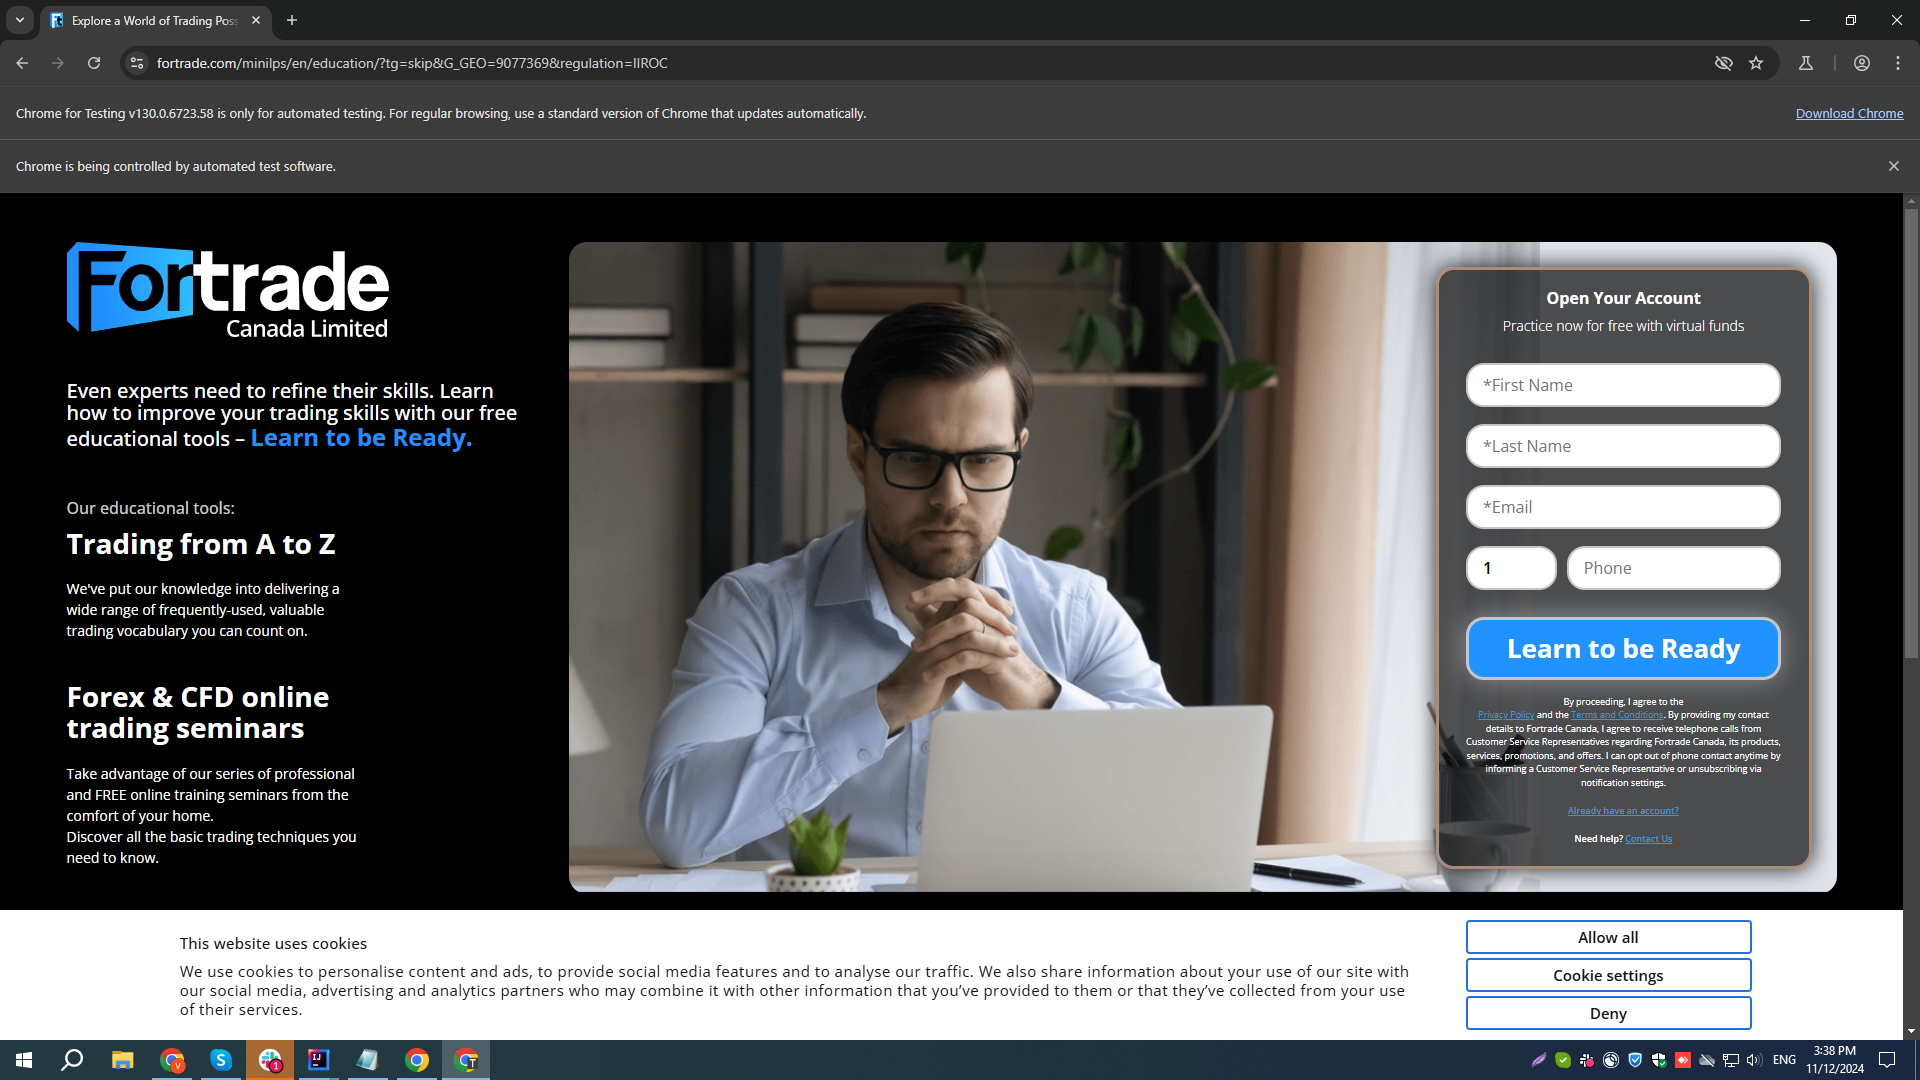 Explore a World of Trading Poss
fortrade.com/minilps/en/education/?tg=skip&G_GEO=9077369&regulation=IIROC
Chrome for Testing v130.0.6723.58 is only for automated testing. For regular browsing, use a standard version of Chrome that updates automatically.
Download Chrome
Chrome is being controlled by automated test software.
Fortrade
Canada Limited
Even experts need to refine their skills. Learn
how to improve your trading skills with our free
educational tools – Learn to be Ready.
Our educational tools:
Trading from A to Z
We've put our knowledge into delivering a
wide range of frequently-used, valuable
trading vocabulary you can count on.
Forex & CFD online
trading seminars
Take advantage of our series of professional
and FREE online training seminars from the
comfort of your home.
Discover all the basic trading techniques you
need to know.
Open Your Account
Practice now for free with virtual funds
*First Name
*Last Name
*Email
1
Phone
Learn to be Ready
By proceeding, I agree to the
Privacy Policy and the Terms and Conditions. By providing my contact
details to Fortrade Canada, I agree to receive telephone calls from
Customer Service Representatives regarding Fortrade Canada, its products,
services, promotions, and offers. I can opt out of phone contact anytime by
informing a Customer Service Representative or unsubscribing via
notification settings.
Already have an account?
Need help? Contact Us
This website uses cookies
We use cookies to personalise content and ads, to provide social media features and to analyse our traffic. We also share information about your use of our site with
our social media, advertising and analytics partners who may combine it with other information that you’ve provided to them or that they’ve collected from your use
of their services.
Allow all
Cookie settings
Deny
ENG
3:38 PM
11/12/2024